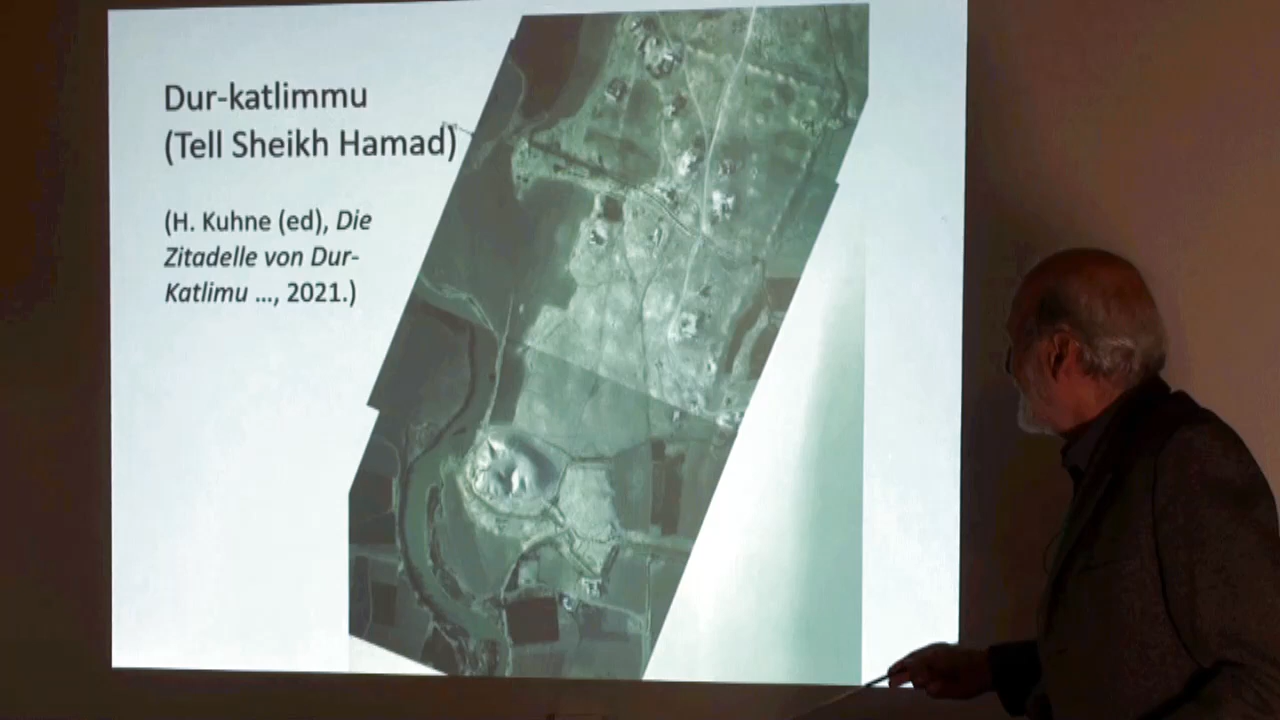 Dur-katlimmu
(Tell Sheikh Hamad)
(H. Kuhne (ed), Die
Zitadelle von Dur-
Katlimu ..., 2021.)